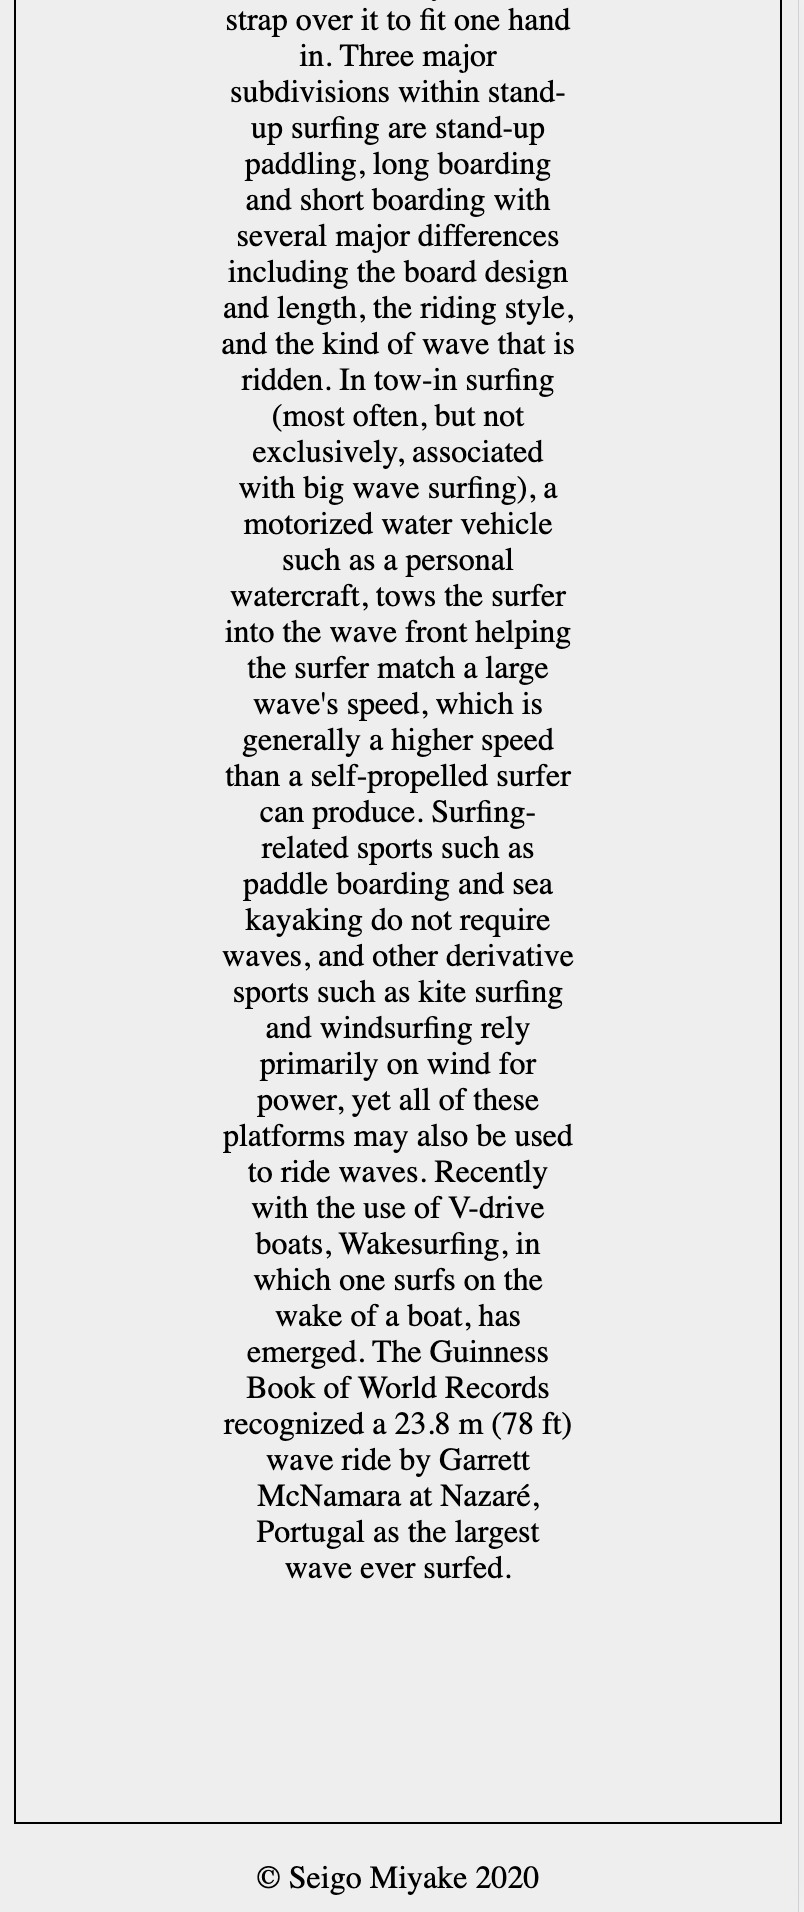 strap over it to fit one hand
in. Three major
subdivisions within stand-
up surfing are stand-up
paddling, long boarding
and short boarding with
several major differences
including the board design
and length, the riding style,
and the kind of wave that is
ridden. In tow-in surfing
(most often, but not
exclusively, associated
with big wave surfing), a
motorized water vehicle
such as a personal
watercraft, tows the surfer
into the wave front helping
the surfer match a large
wave's speed, which is
generally a higher speed
than a self-propelled surfer
can produce. Surfing-
related sports such as
paddle boarding and sea
kayaking do not require
waves, and other derivative
sports such as kite surfing
and windsurfing rely
primarily on wind for
power, yet all of these
platforms may also be used
to ride waves. Recently
with the use of V-drive
boats, Wakesurfing, in
which one surfs on the
wake of a boat, has
emerged. The Guinness
Book of World Records
recognized a 23.8 m (78 ft)
wave ride by Garrett
McNamara at Nazaré,
Portugal as the largest
wave ever surfed.
© Seigo Miyake 2020